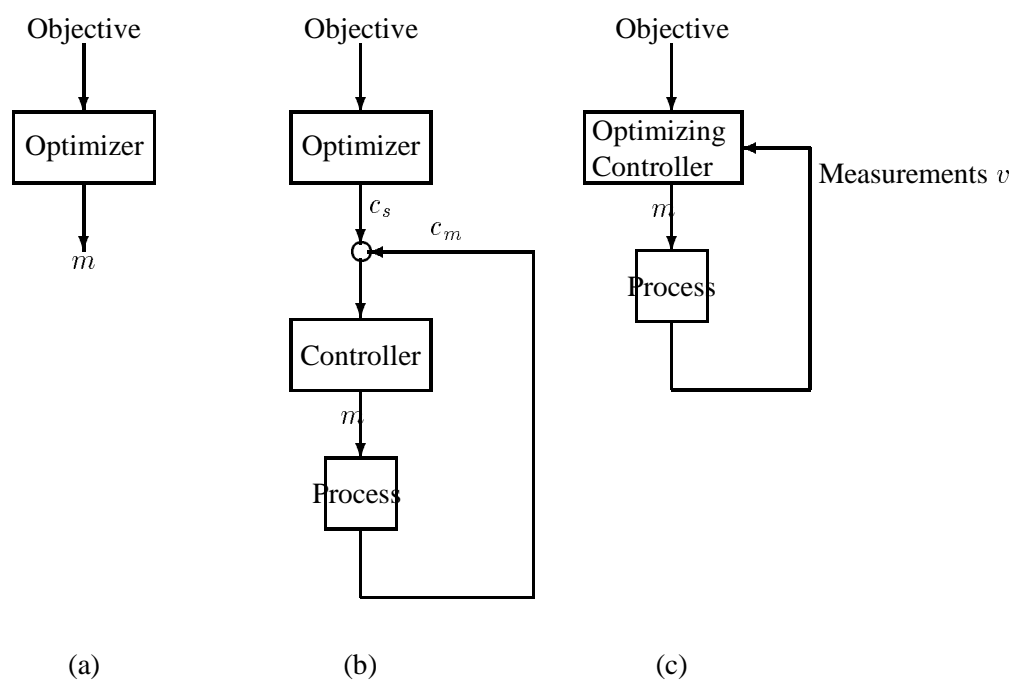 Objective
Optimizer
m
(a)
Objective
Optimizer
c_s
c_m
Controller
m
Process
(b)
Objective
Optimizing
Controller
Measurements v
m
Process
(c)